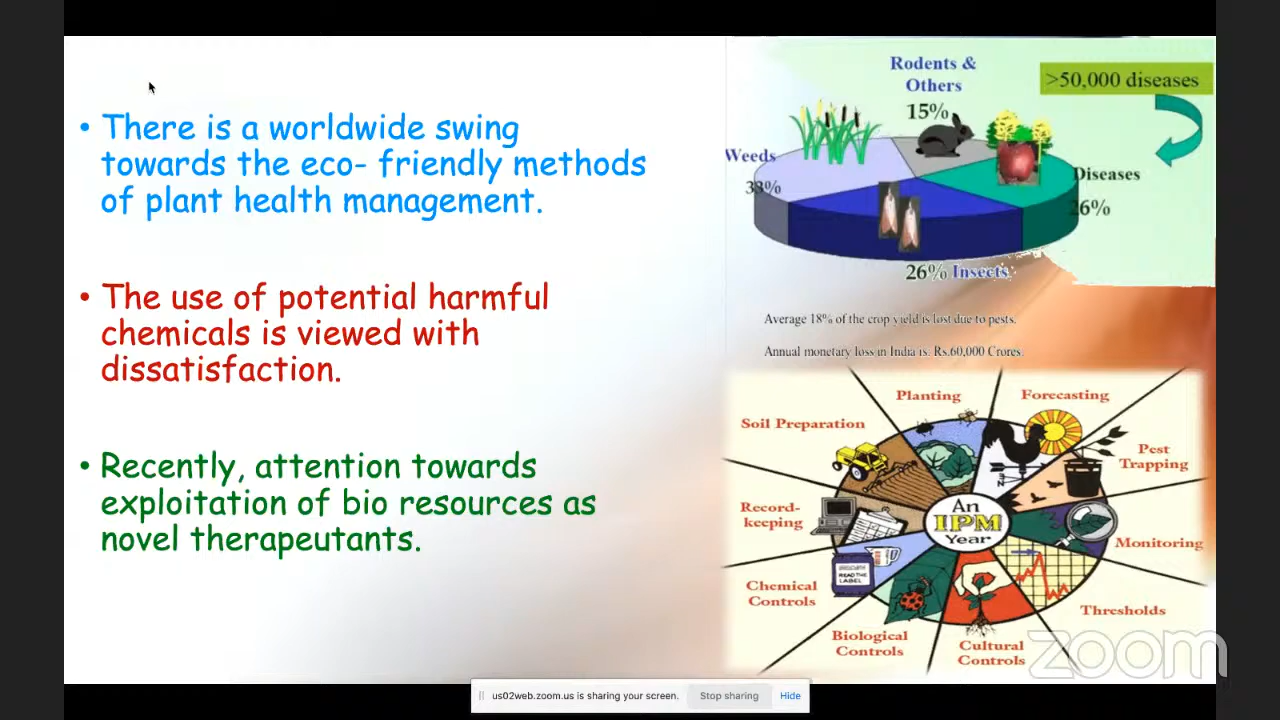 • There is a worldwide swing
towards the eco- friendly methods
of plant health management.
• The use of potential harmful
chemicals is viewed with
dissatisfaction.
• Recently, attention towards
exploitation of bio resources as
novel therapeutants.
Rodents &
Others
15%
>50,000 diseases
Weeds
33%
Diseases
26%
26% Insects
Average 18% of the crop yield is lost due to pests.
Annual monetary loss in India is: Rs.60,000 Crores.
Planting
Forecasting
Soil Preparation
Pest
Trapping
Record-
keeping
An
IPM
Year
Monitoring
READ THE
LABEL
Chemical
Controls
Thresholds
Biological
Controls
Cultural
Controls
zoom
us02web.zoom.us is sharing your screen.
Stop sharing
Hide